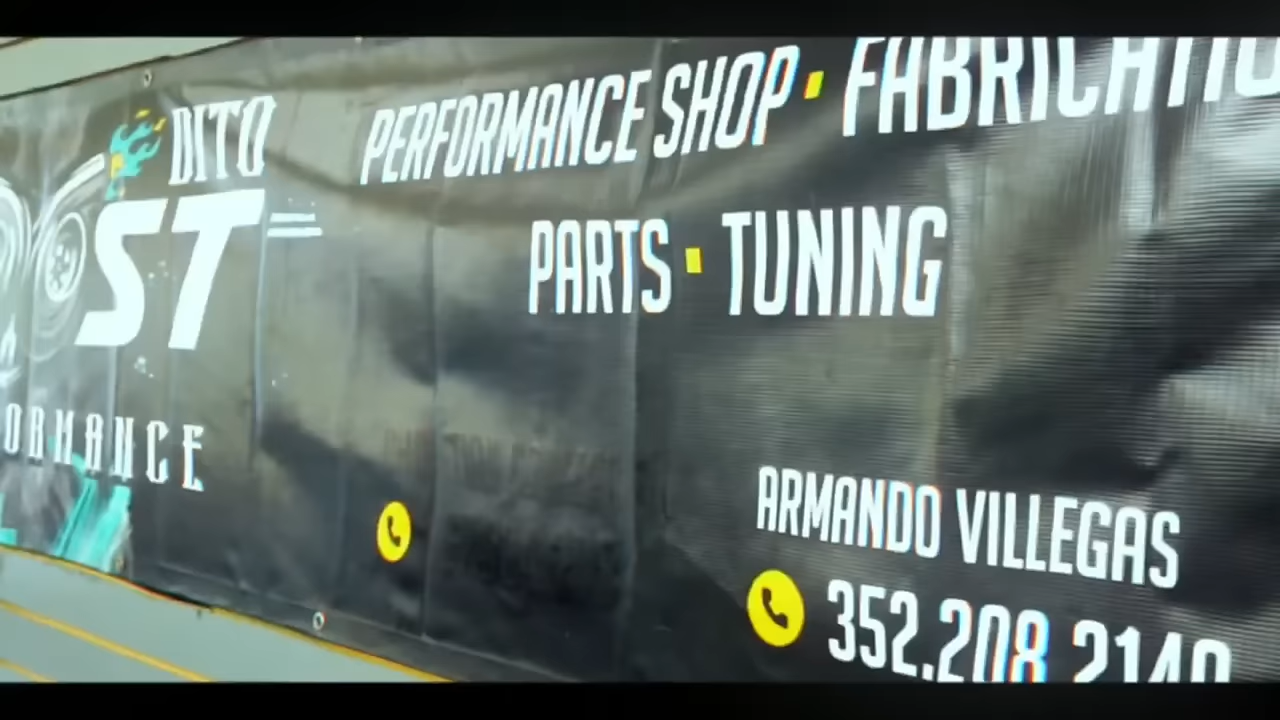 DITO
ST
ORMANCE
PERFORMANCE SHOP · FABRICATIO
PARTS · TUNING
ARMANDO VILLEGAS
352.208.2140